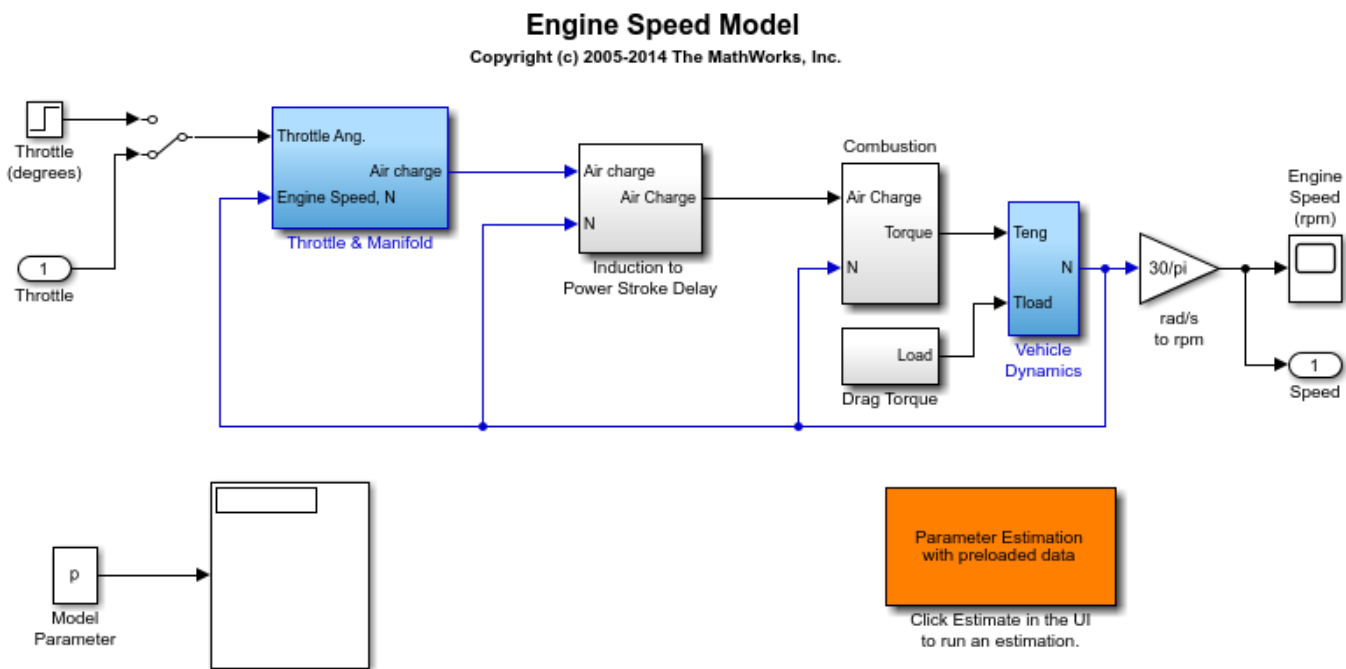 Engine Speed Model
Copyright (c) 2005-2014 The MathWorks, Inc.
Throttle
(degrees)
1
Throttle
Throttle Ang.
Air charge
Engine Speed, N
Throttle & Manifold
Air charge
Air Charge
N
Induction to
Power Stroke Delay
Combustion
Air Charge
Torque
N
Load
Drag Torque
Teng
N
Tload
Vehicle
Dynamics
30/pi
rad/s
to rpm
Engine
Speed
(rpm)
1
Speed
p
Model
Parameter
Parameter Estimation
with preloaded data
Click Estimate in the UI
to run an estimation.